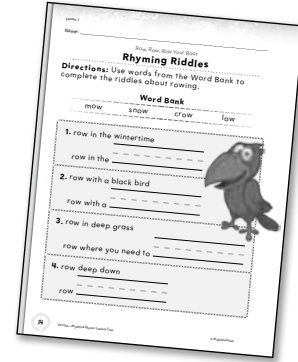 Name:
Row, Row, Row Your Boat
Rhyming Riddles
Directions: Use words from the Word Bank to
complete the riddles about rowing.
Word Bank
mow snow crow low
1. row in the wintertime
row in the
2. row with a black bird
row with a
3. row in deep grass
row where you need to
4. row deep down
row
14